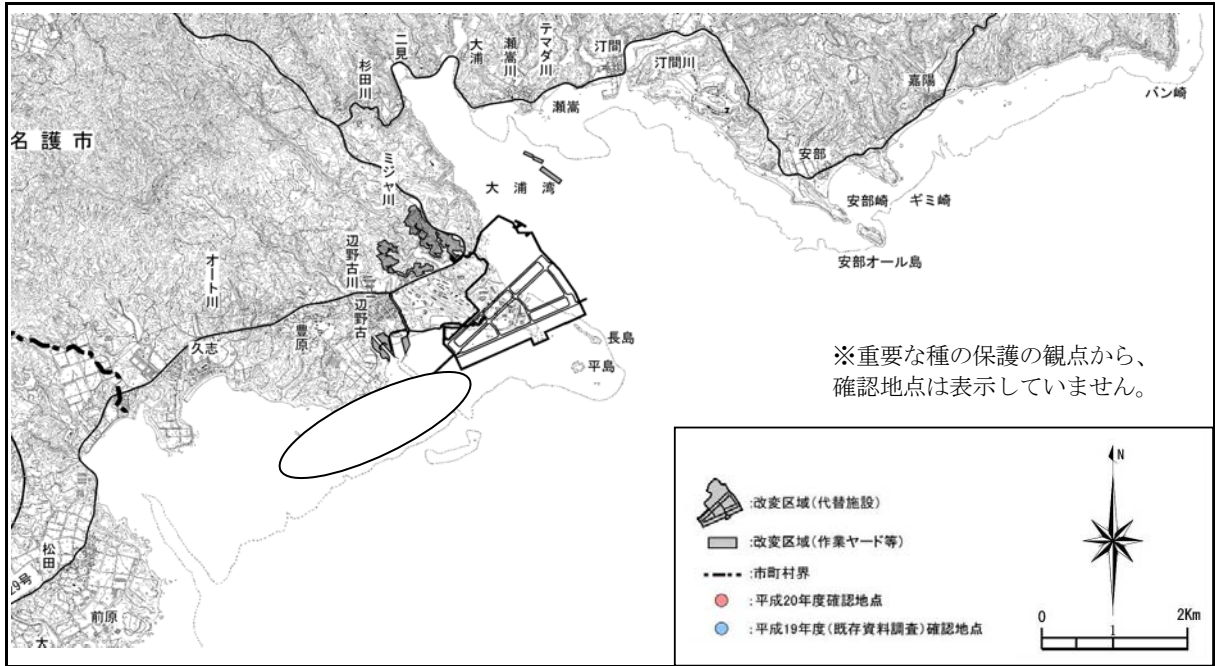 二見
大浦
瀬嵩川
テマダ川
汀間
汀間川
嘉陽
バン崎
杉田川
瀬嵩
名護市
安部
ミジャ川
大浦湾
安部崎
ギミ崎
安部オール島
辺野古川
オートリ
辺野古
豊原
久志
長島
平島
※重要な種の保護の観点から、
確認地点は表示していません。
:改変区域(代替施設)
:改変区域(作業ヤード等)
:市町村界
:平成20年度確認地点
:平成19年度(既存資料調査)確認地点
N
0
1
2Km
松田
29号
前原